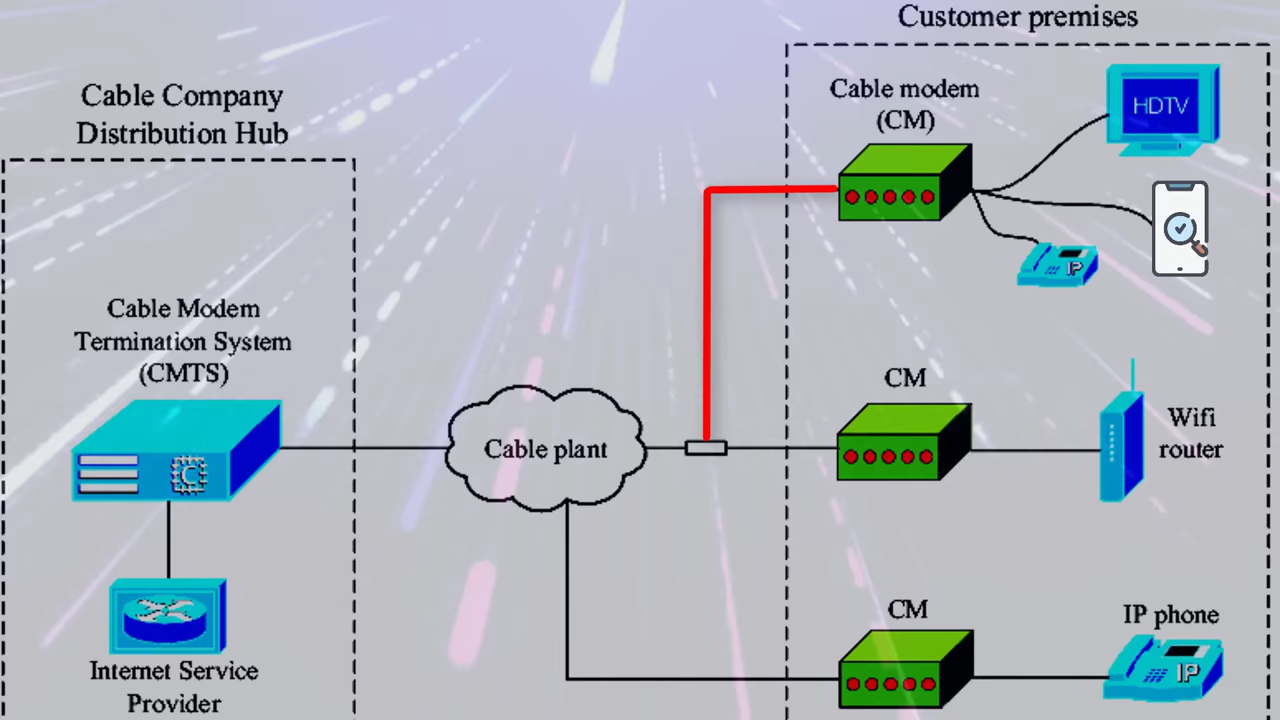 Customer premises
Cable Company
Distribution Hub
Cable modem
(CM)
HDTV
IP
Cable Modem
Termination System
(CMTS)
C
Cable plant
CM
Wifi
router
Internet Service
Provider
CM
IP phone
IP